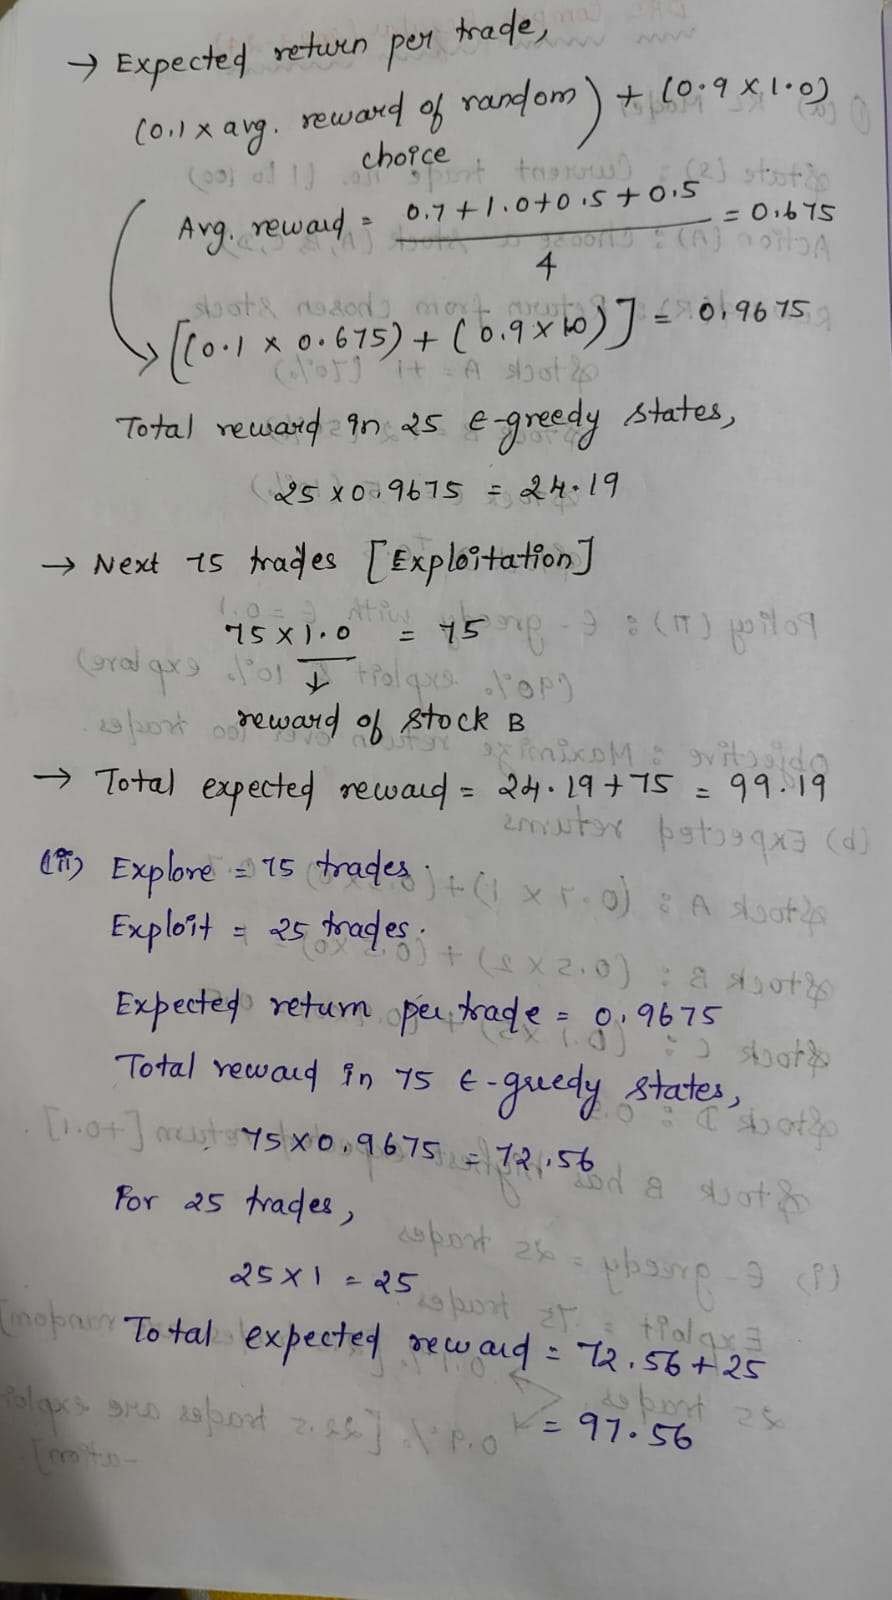 → Expected return per trade,
(0.1 x avg. reward of random choice) + (0.9 x 1.0)
Avg. reward = 0.7 + 1.0 + 0.5 + 0.5 / 4 = 0.675
→ [(0.1 x 0.675) + (0.9 x 1.0)] = 0.9675
Total reward in 25 ϵ-greedy states,
25 x 0.9675 = 24.19
→ Next 75 trades [Exploitation]
75 x 1.0 = 75
↓
reward of stock B
→ Total expected reward = 24.19 + 75 = 99.19
(ii) Explore = 75 trades.
Exploit = 25 trades.
Expected return per trade = 0.9675
Total reward in 75 ϵ-greedy states,
75 x 0.9675 = 72.56
For 25 trades,
25 x 1 = 25
Total expected reward = 72.56 + 25
= 97.56